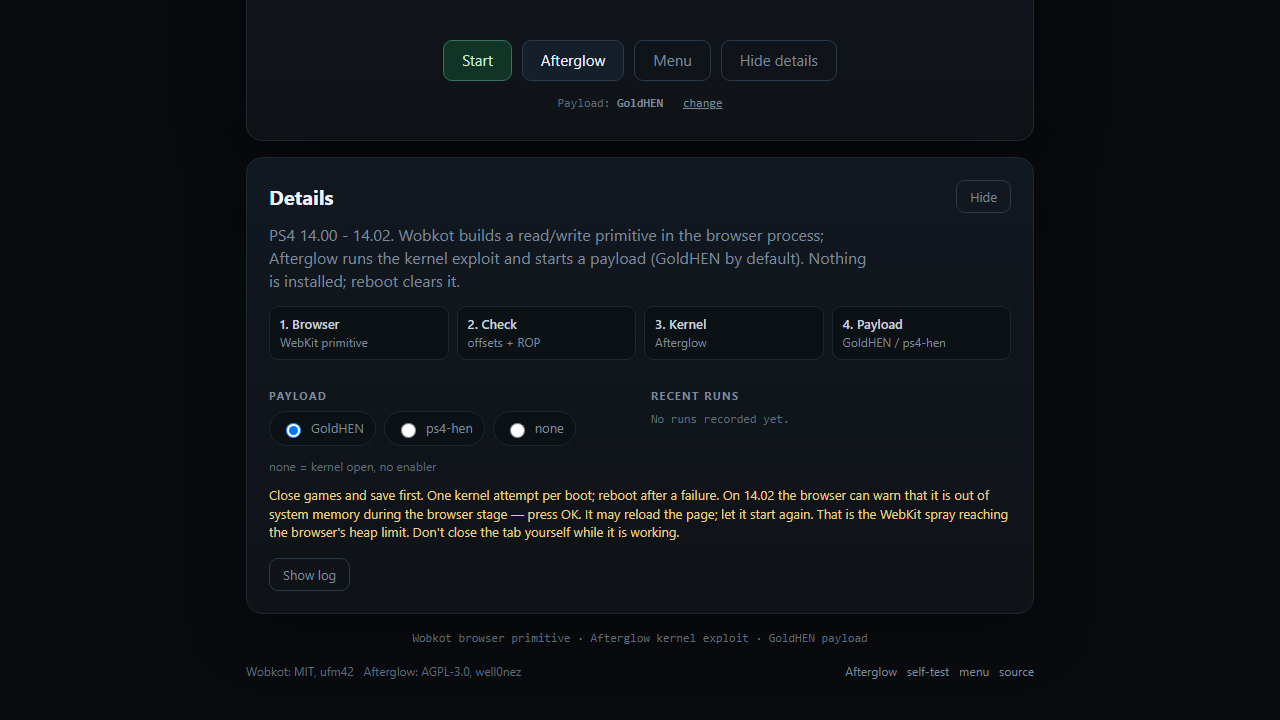 Start Afterglow Menu Hide details
Payload: GoldHEN change
Details
Hide
PS4 14.00 - 14.02. Wobkot builds a read/write primitive in the browser process;
Afterglow runs the kernel exploit and starts a payload (GoldHEN by default). Nothing
is installed; reboot clears it.
1. Browser
WebKit primitive
2. Check
offsets + ROP
3. Kernel
Afterglow
4. Payload
GoldHEN / ps4-hen
PAYLOAD
GoldHEN ps4-hen none
none = kernel open, no enabler
RECENT RUNS
No runs recorded yet.
Close games and save first. One kernel attempt per boot; reboot after a failure. On 14.02 the browser can warn that it is out of
system memory during the browser stage — press OK. It may reload the page; let it start again. That is the WebKit spray reaching
the browser's heap limit. Don't close the tab yourself while it is working.
Show log
Wobkot browser primitive · Afterglow kernel exploit · GoldHEN payload
Wobkot: MIT, ufm42 Afterglow: AGPL-3.0, well0nez
Afterglow self-test menu source